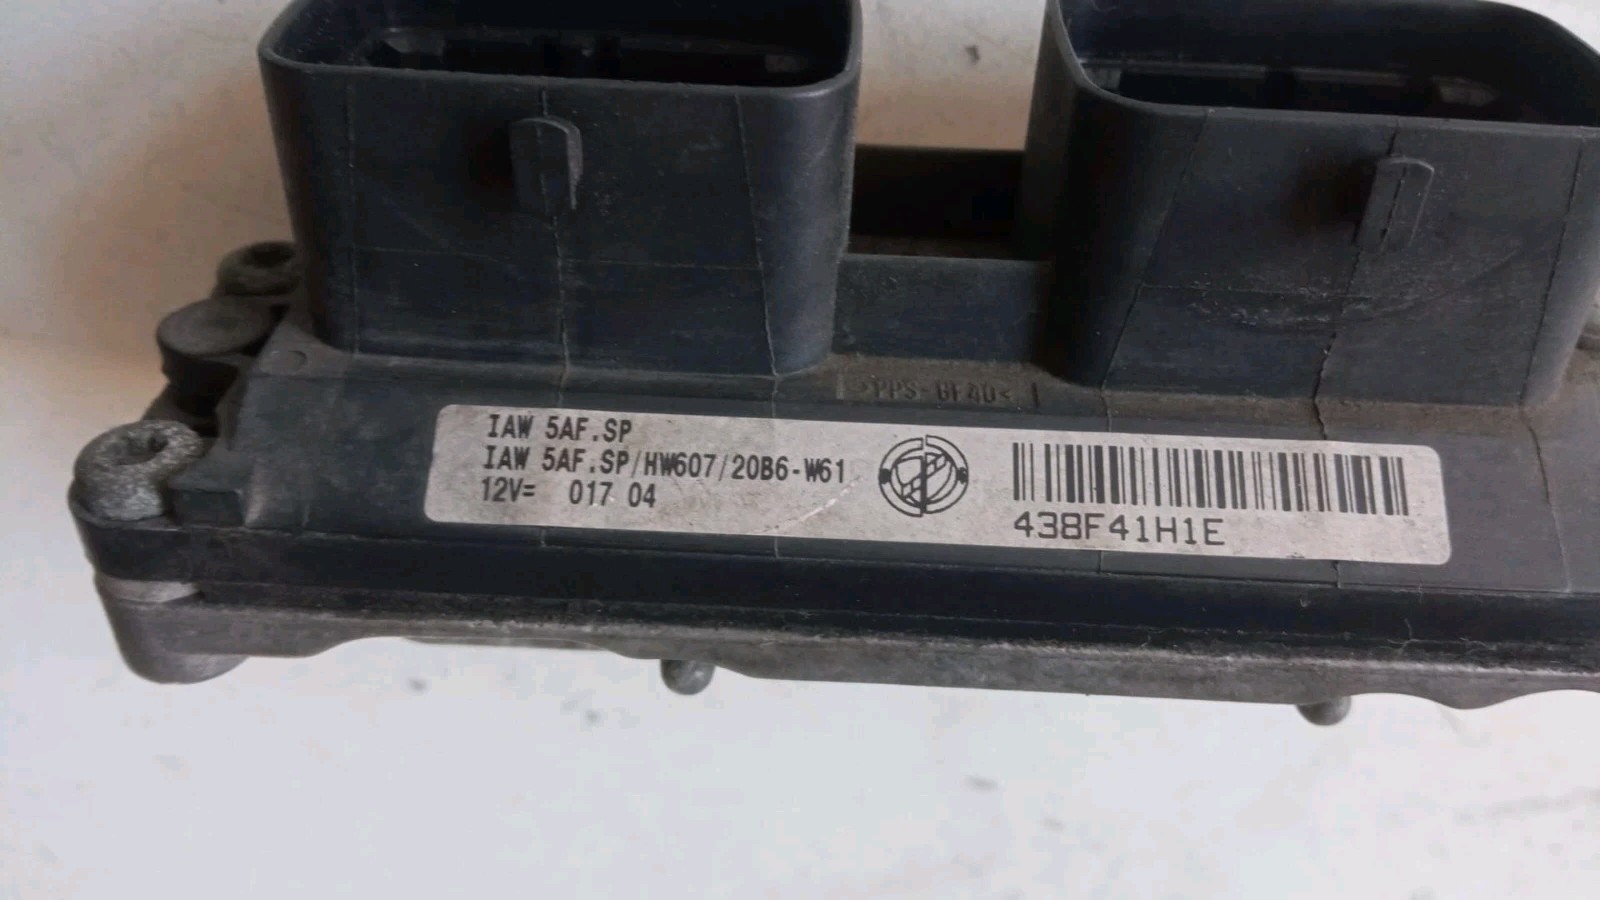 >PPS-GF40<
IAW 5AF.SP
IAW 5AF.SP/HW607/20B6-W61
12V= 017 04
438F41H1E